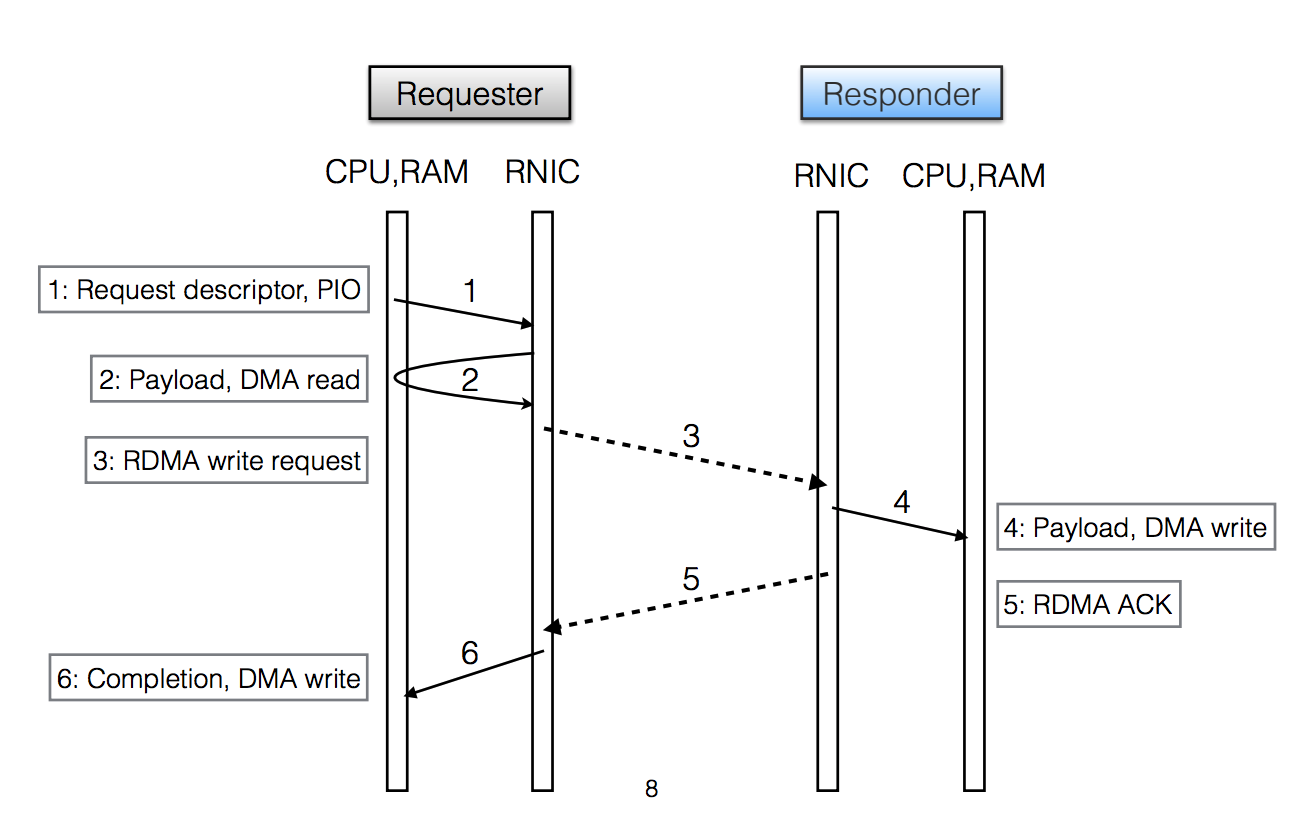 Requester
Responder
CPU,RAM RNIC
RNIC CPU,RAM
1: Request descriptor, PIO
1
2: Payload, DMA read
2
3: RDMA write request
3
4
4: Payload, DMA write
5
5: RDMA ACK
6
6: Completion, DMA write
8